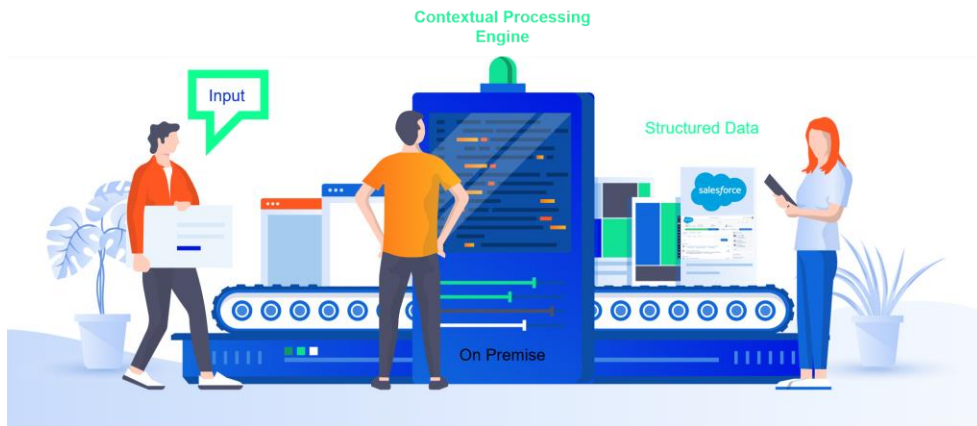 Contextual Processing
Engine
Input
Structured Data
salesforce
On Premise